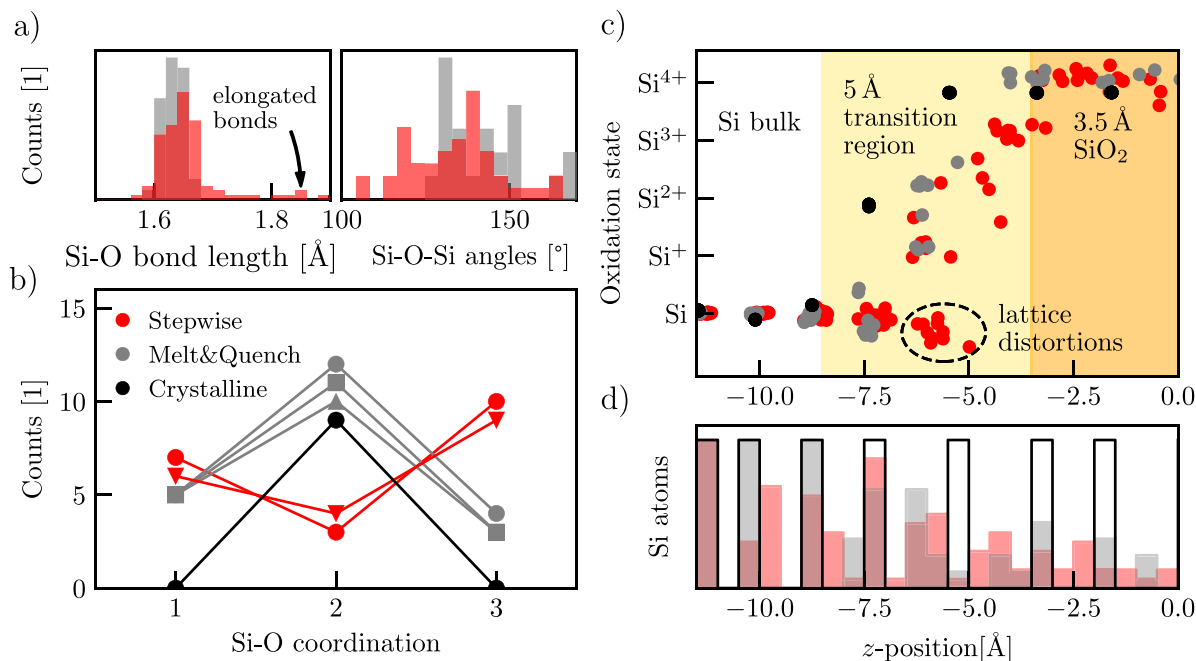 a)
Counts [1]
elongated
bonds
1.6
1.8
100
150
Si-O bond length [Å]
Si-O-Si angles [°]
b)
Counts [1]
15
10
5
0
Stepwise
Melt&Quench
Crystalline
1
2
3
Si-O coordination
c)
Oxidation state
Si⁴⁺
Si³⁺
Si²⁺
Si⁺
Si
Si bulk
5 Å
transition
region
3.5 Å
SiO₂
lattice
distortions
−10.0
−7.5
−5.0
−2.5
0.0
d)
Si atoms
−10.0
−7.5
−5.0
−2.5
0.0
z-position[Å]